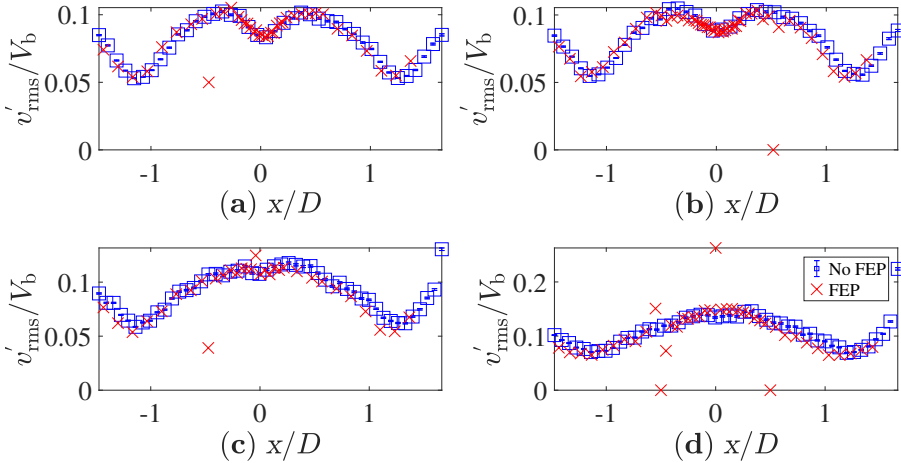 0.1
0.05
0
v′rms/Vb
-1 0 1
(a) x/D
0.1
0.05
0
v′rms/Vb
-1 0 1
(b) x/D
0.1
0.05
0
v′rms/Vb
-1 0 1
(c) x/D
0.2
0.1
0
v′rms/Vb
No FEP
FEP
-1 0 1
(d) x/D